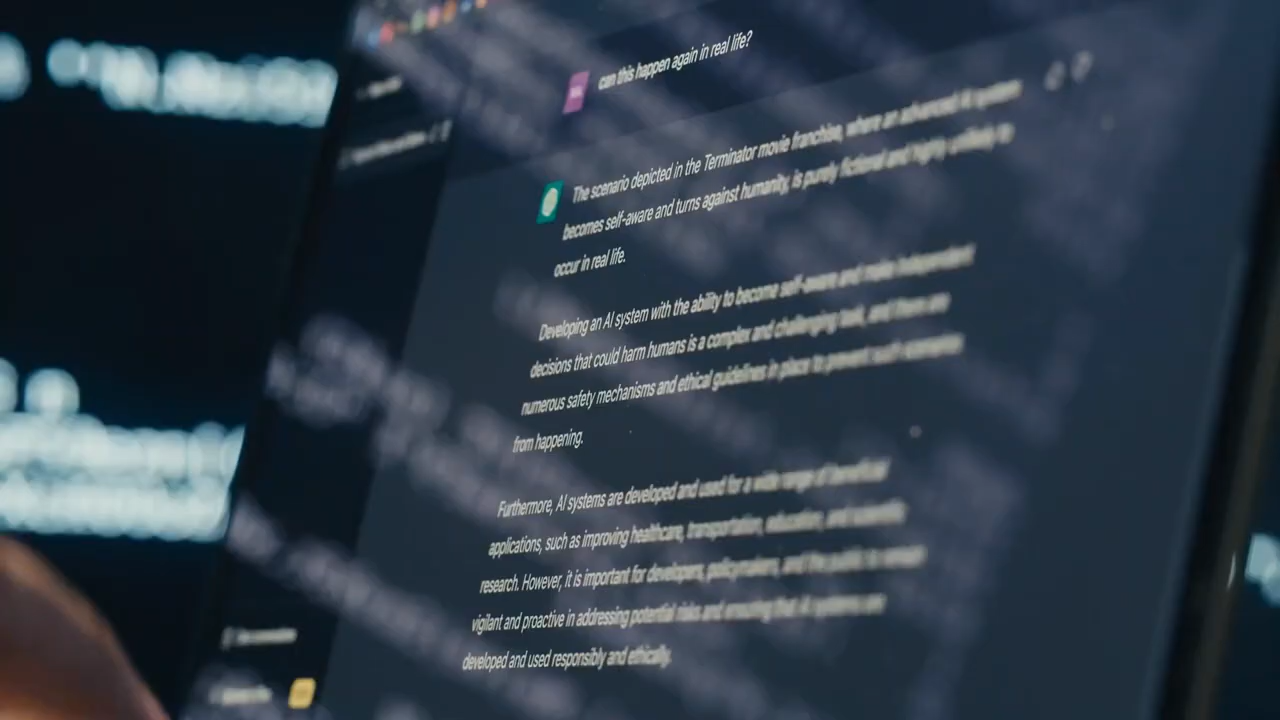 can this happen again in real life?
The scenario depicted in the Terminator movie franchise, where an advanced AI system
becomes self-aware and turns against humanity, is purely fictional and highly unlikely to
occur in real life.
Developing an AI system with the ability to become self-aware and make independent
decisions that could harm humans is a complex and challenging task, and there are
numerous safety mechanisms and ethical guidelines in place to prevent such scenarios
from happening.
Furthermore, AI systems are developed and used for a wide range of beneficial
applications, such as improving healthcare, transportation, education, and scientific
research. However, it is important for developers, policymakers, and the public to remain
vigilant and proactive in addressing potential risks and ensuring that AI systems are
developed and used responsibly and ethically.